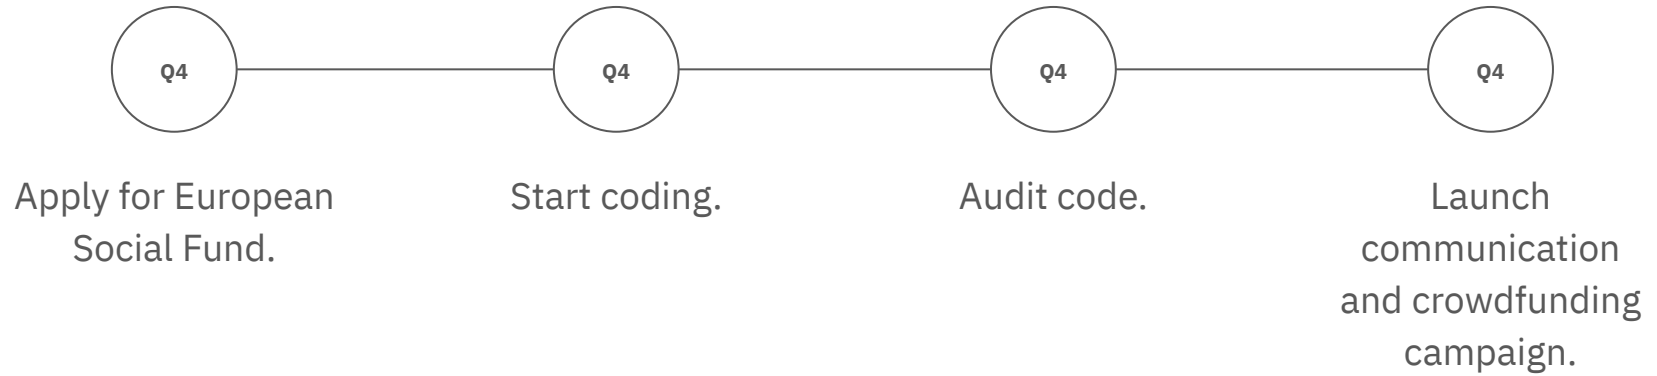 Q4
Q4
Q4
Q4
Apply for European
Social Fund.
Start coding.
Audit code.
Launch
communication
and crowdfunding
campaign.